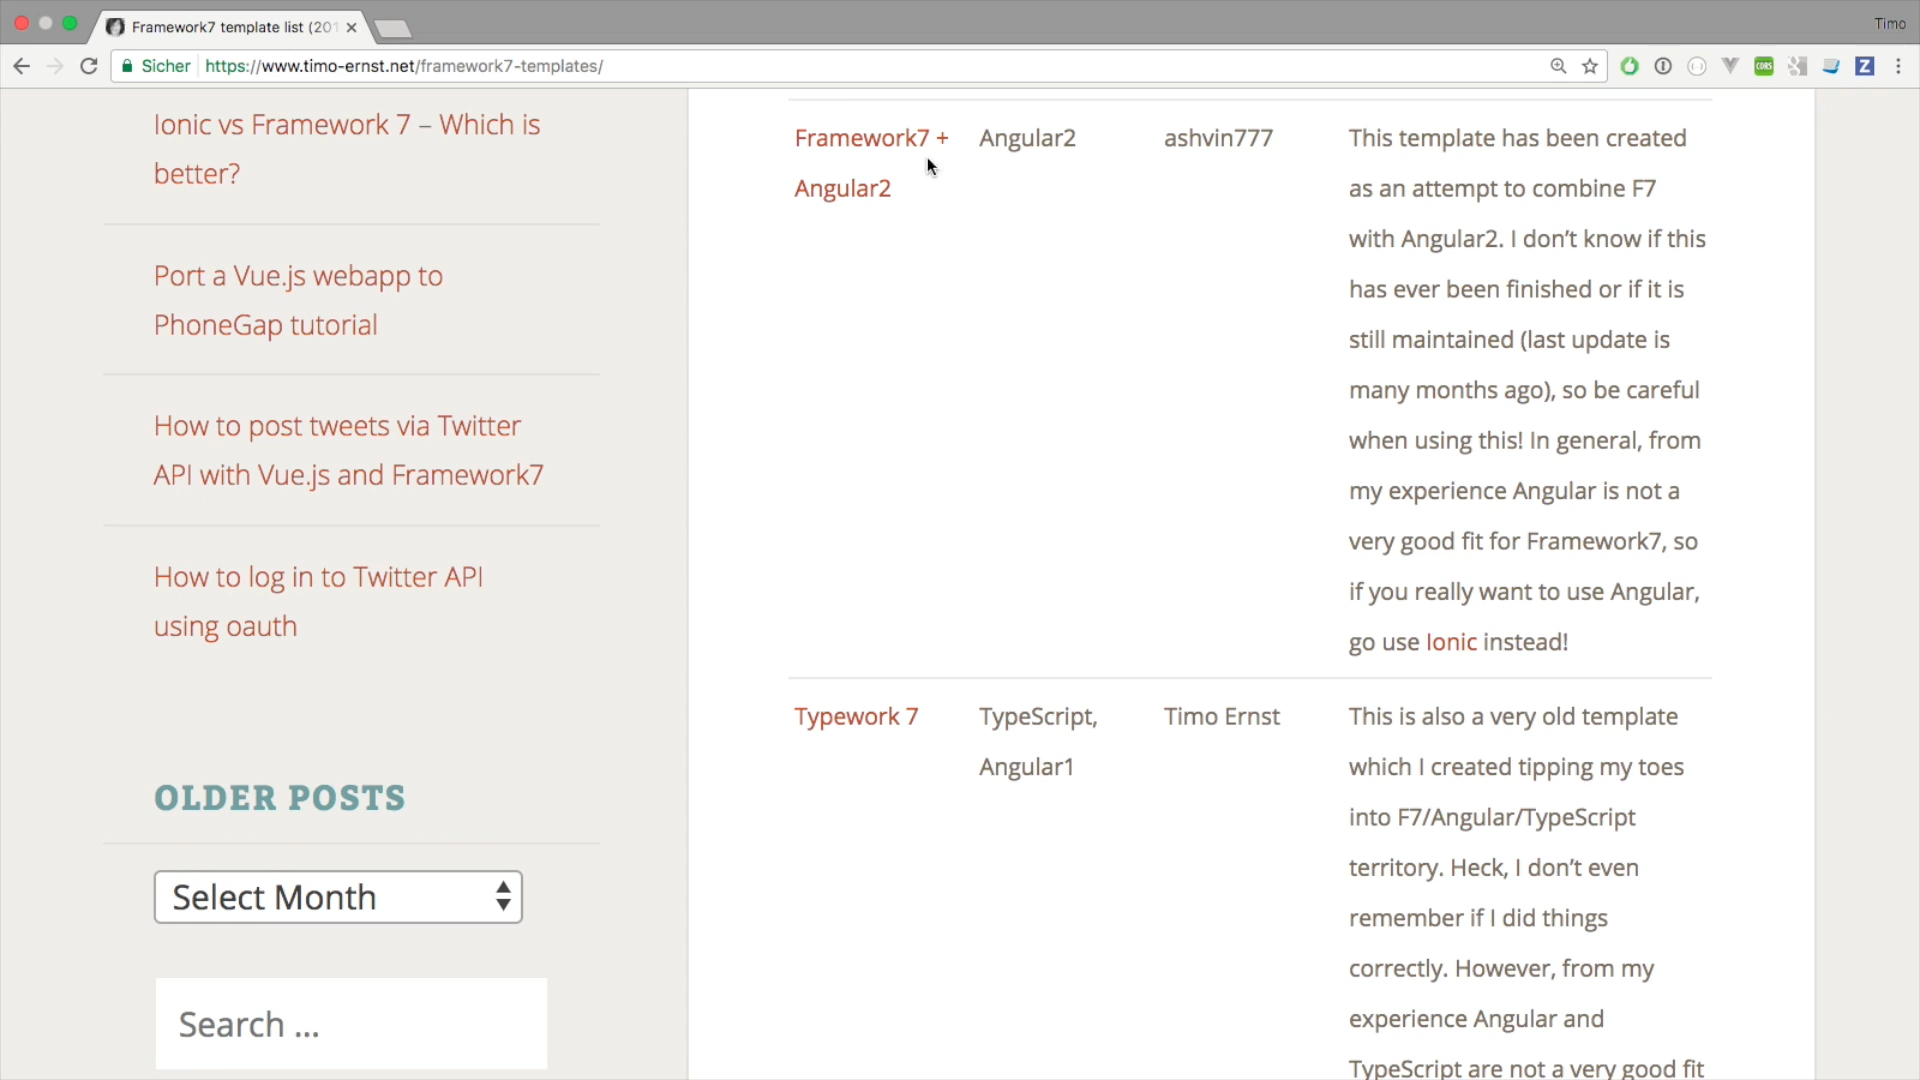 Framework7 template list (201
Timo
Sicher https://www.timo-ernst.net/framework7-templates/
CORS
Z
Ionic vs Framework 7 – Which is
better?
Port a Vue.js webapp to
PhoneGap tutorial
How to post tweets via Twitter
API with Vue.js and Framework7
How to log in to Twitter API
using oauth
OLDER POSTS
Select Month
Search ...
Framework7 +
Angular2
Angular2
ashvin777
This template has been created
as an attempt to combine F7
with Angular2. I don’t know if this
has ever been finished or if it is
still maintained (last update is
many months ago), so be careful
when using this! In general, from
my experience Angular is not a
very good fit for Framework7, so
if you really want to use Angular,
go use Ionic instead!
Typework 7
TypeScript,
Angular1
Timo Ernst
This is also a very old template
which I created tipping my toes
into F7/Angular/TypeScript
territory. Heck, I don’t even
remember if I did things
correctly. However, from my
experience Angular and
TypeScript are not a very good fit